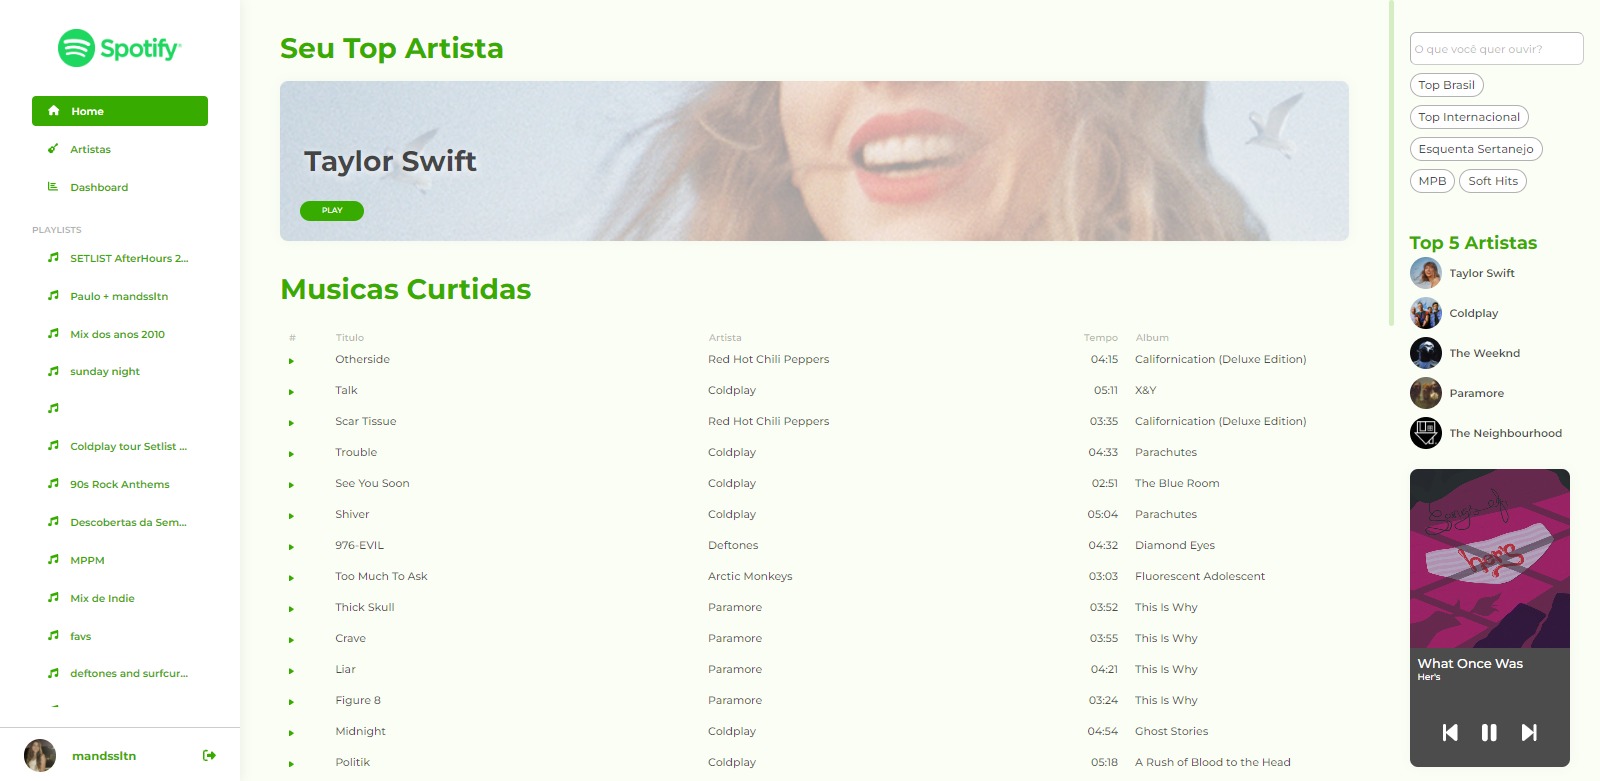 Spotify
Home
Artistas
Dashboard
PLAYLISTS
SETLIST AfterHours 2...
Paulo + mandssltn
Mix dos anos 2010
sunday night
Coldplay tour Setlist ...
90s Rock Anthems
Descobertas da Sem...
MPPM
Mix de Indie
favs
deftones and surfcur...
mandssltn
Seu Top Artista
Taylor Swift
PLAY
Musicas Curtidas
# Titulo Artista Tempo Album
Otherside Red Hot Chili Peppers 04:15 Californication (Deluxe Edition)
Talk Coldplay 05:11 X&Y
Scar Tissue Red Hot Chili Peppers 03:35 Californication (Deluxe Edition)
Trouble Coldplay 04:33 Parachutes
See You Soon Coldplay 02:51 The Blue Room
Shiver Coldplay 05:04 Parachutes
976-EVIL Deftones 04:32 Diamond Eyes
Too Much To Ask Arctic Monkeys 03:03 Fluorescent Adolescent
Thick Skull Paramore 03:52 This Is Why
Crave Paramore 03:55 This Is Why
Liar Paramore 04:21 This Is Why
Figure 8 Paramore 03:24 This Is Why
Midnight Coldplay 04:54 Ghost Stories
Politik Coldplay 05:18 A Rush of Blood to the Head
O que você quer ouvir?
Top Brasil
Top Internacional
Esquenta Sertanejo
MPB Soft Hits
Top 5 Artistas
Taylor Swift
Coldplay
The Weeknd
Paramore
The Neighbourhood
Songs of
hers
What Once Was
Her's